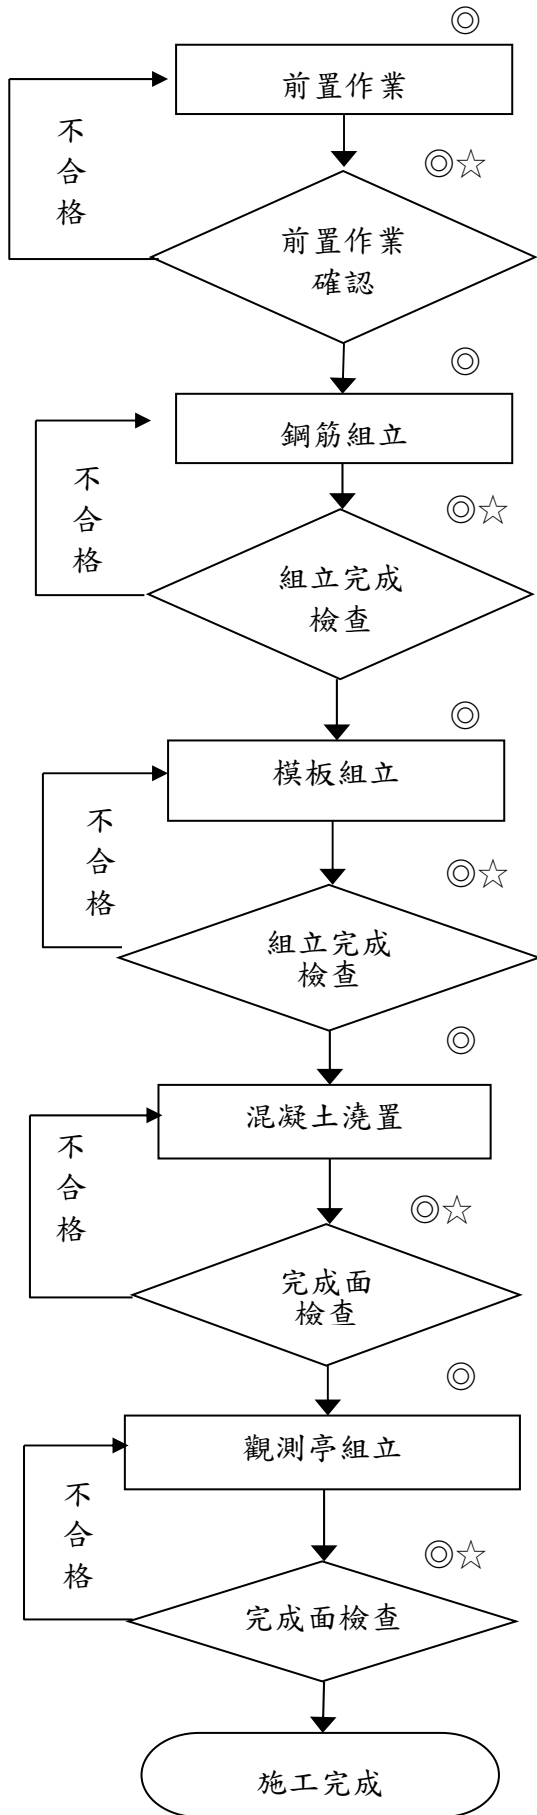 ◎
前置作業
不
合
格
◎☆
前置作業
確認
◎
鋼筋組立
不
合
格
◎☆
組立完成
檢查
◎
模板組立
不
合
格
◎☆
組立完成
檢查
◎
混凝土澆置
不
合
格
◎☆
完成面
檢查
◎
觀測亭組立
不
合
格
◎☆
完成面檢查
施工完成